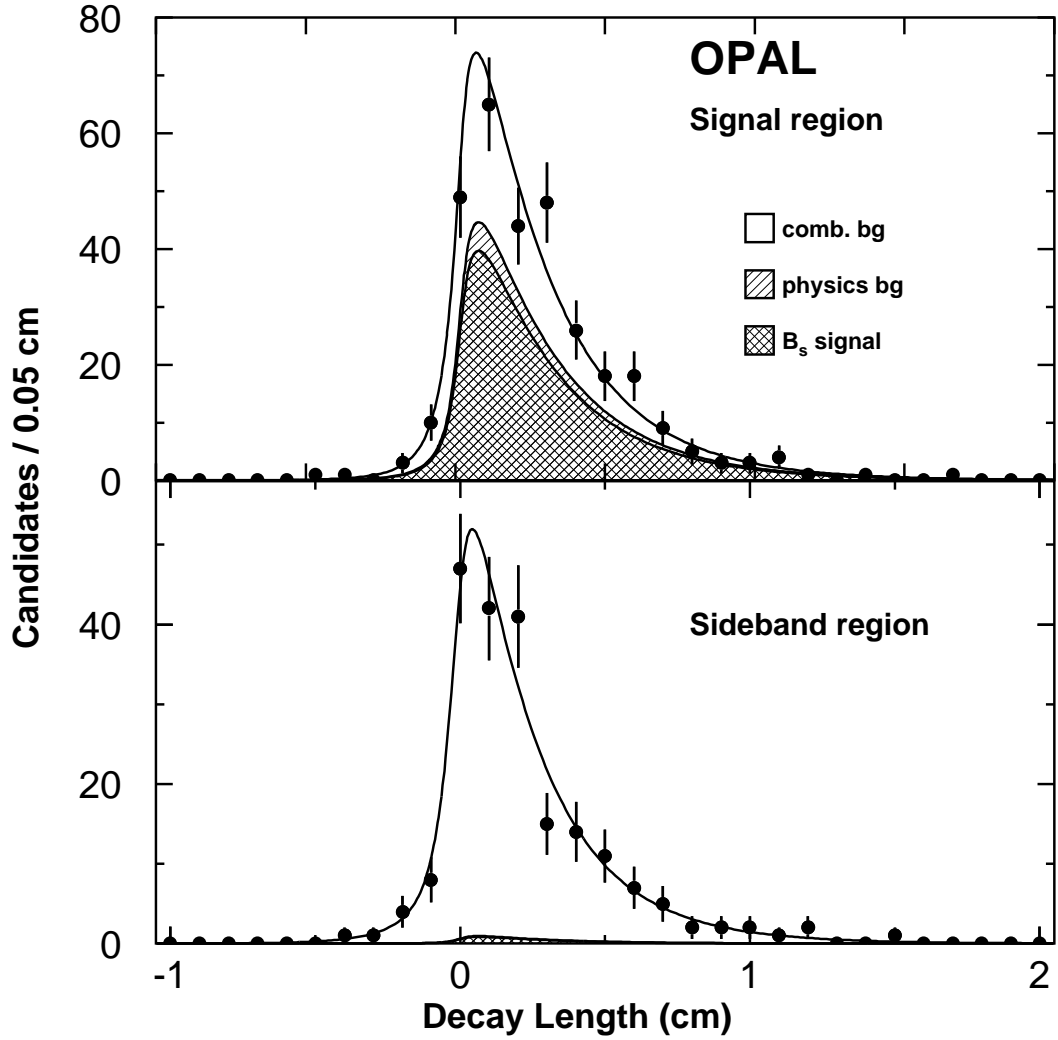 80
60
40
20
0
OPAL
Signal region
comb. bg
physics bg
Bₛ signal
Candidates / 0.05 cm
40
20
0
Sideband region
-1 0 1 2
Decay Length (cm)